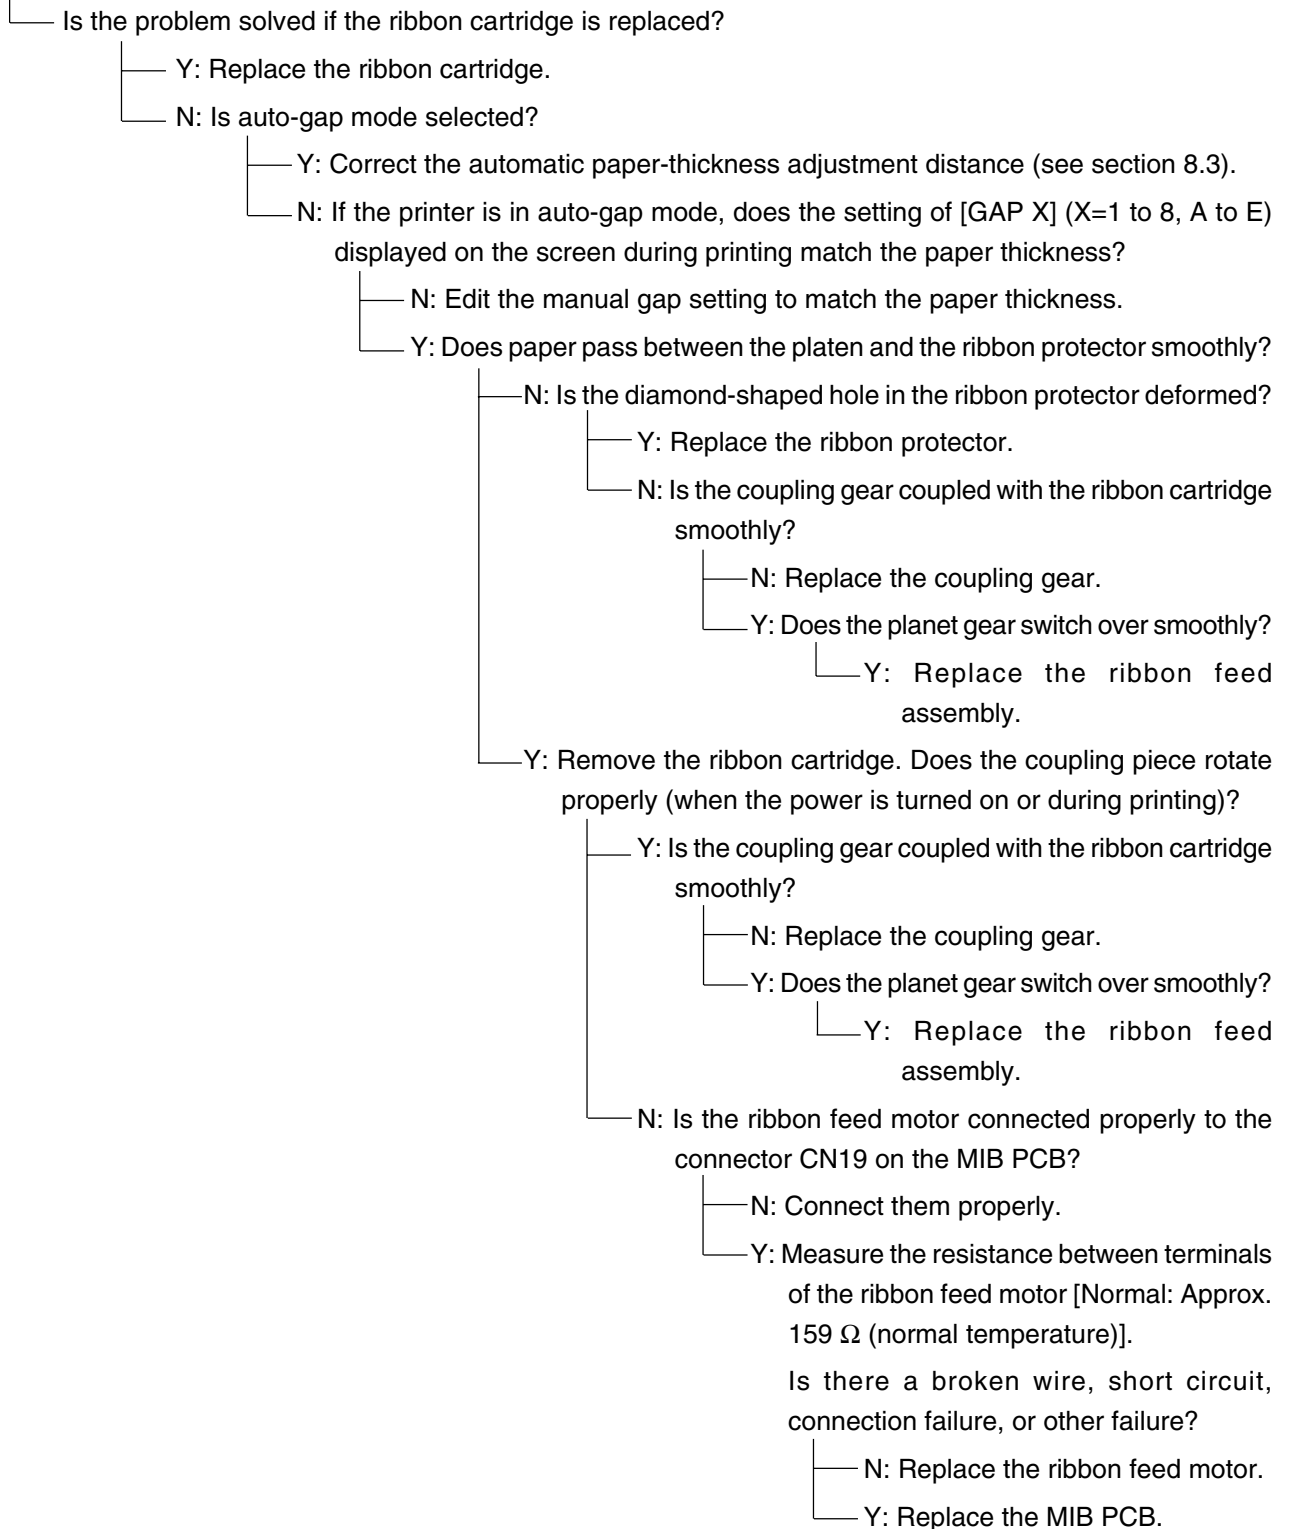 Is the problem solved if the ribbon cartridge is replaced?
Y: Replace the ribbon cartridge.
N: Is auto-gap mode selected?
Y: Correct the automatic paper-thickness adjustment distance (see section 8.3).
N: If the printer is in auto-gap mode, does the setting of [GAP X] (X=1 to 8, A to E)
displayed on the screen during printing match the paper thickness?
N: Edit the manual gap setting to match the paper thickness.
Y: Does paper pass between the platen and the ribbon protector smoothly?
N: Is the diamond-shaped hole in the ribbon protector deformed?
Y: Replace the ribbon protector.
N: Is the coupling gear coupled with the ribbon cartridge
smoothly?
N: Replace the coupling gear.
Y: Does the planet gear switch over smoothly?
Y: Replace the ribbon feed
assembly.
Y: Remove the ribbon cartridge. Does the coupling piece rotate
properly (when the power is turned on or during printing)?
Y: Is the coupling gear coupled with the ribbon cartridge
smoothly?
N: Replace the coupling gear.
Y: Does the planet gear switch over smoothly?
Y: Replace the ribbon feed
assembly.
N: Is the ribbon feed motor connected properly to the
connector CN19 on the MIB PCB?
N: Connect them properly.
Y: Measure the resistance between terminals
of the ribbon feed motor [Normal: Approx.
159 Ω (normal temperature)].
Is there a broken wire, short circuit,
connection failure, or other failure?
N: Replace the ribbon feed motor.
Y: Replace the MIB PCB.